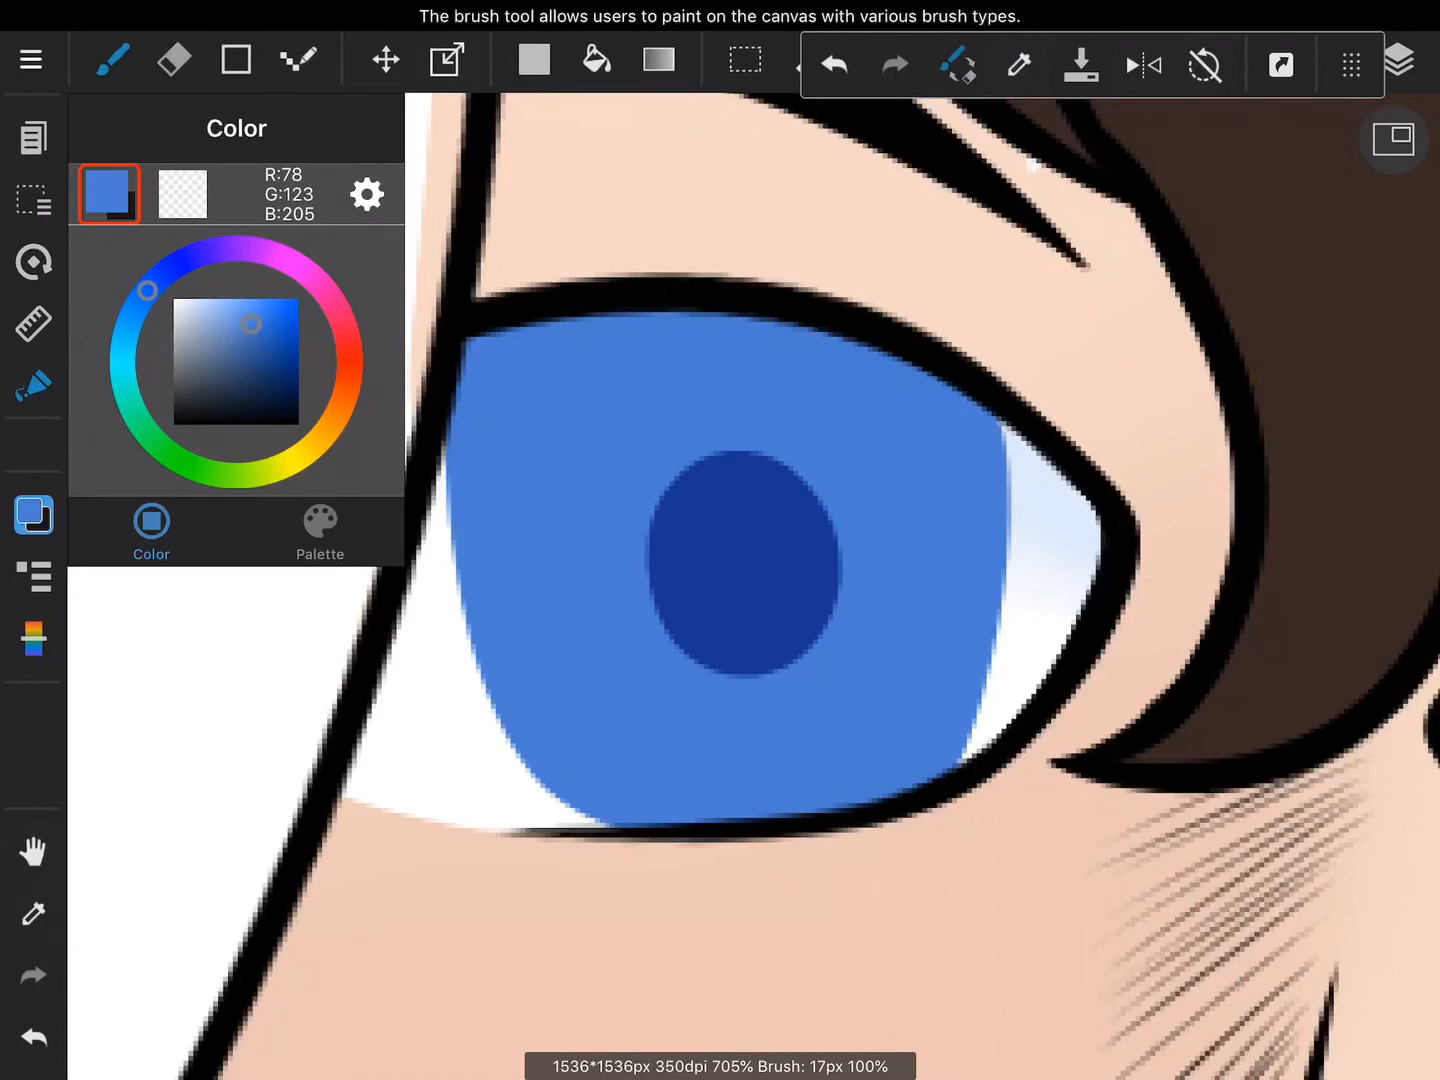 The brush tool allows users to paint on the canvas with various brush types.
Color
R:78
G:123
B:205
Color
Palette
1536*1536px 350dpi 705% Brush: 17px 100%